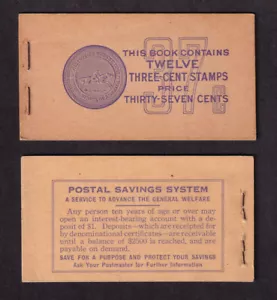 THIS BOOK CONTAINS
TWELVE
THREE-CENT STAMPS
PRICE
THIRTY-SEVEN CENTS
37¢
POSTAL SAVINGS SYSTEM
A SERVICE TO ADVANCE THE GENERAL WELFARE
Any person ten years of age or over may
open an interest-bearing account with a de-
posit of $1. Deposits—which are receipted for
by denominational certificates—are receivable
until a balance of $2500 is reached, and are
payable on demand.
SAVE FOR A PURPOSE AND PROTECT YOUR SAVINGS
Ask Your Postmaster for Further Information